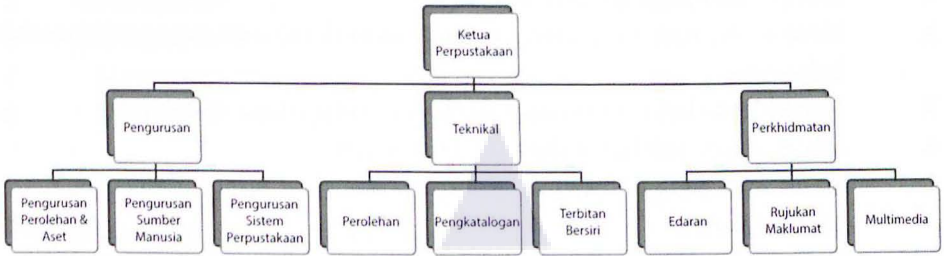 Ketua
Perpustakaan
Pengurusan
Teknikal
Perkhidmatan
Pengurusan
Perolehan &
Aset
Pengurusan
Sumber
Manusia
Pengurusan
Sistem
Perpustakaan
Perolehan
Pengkatalogan
Terbitan
Bersiri
Edaran
Rujukan
Maklumat
Multimedia